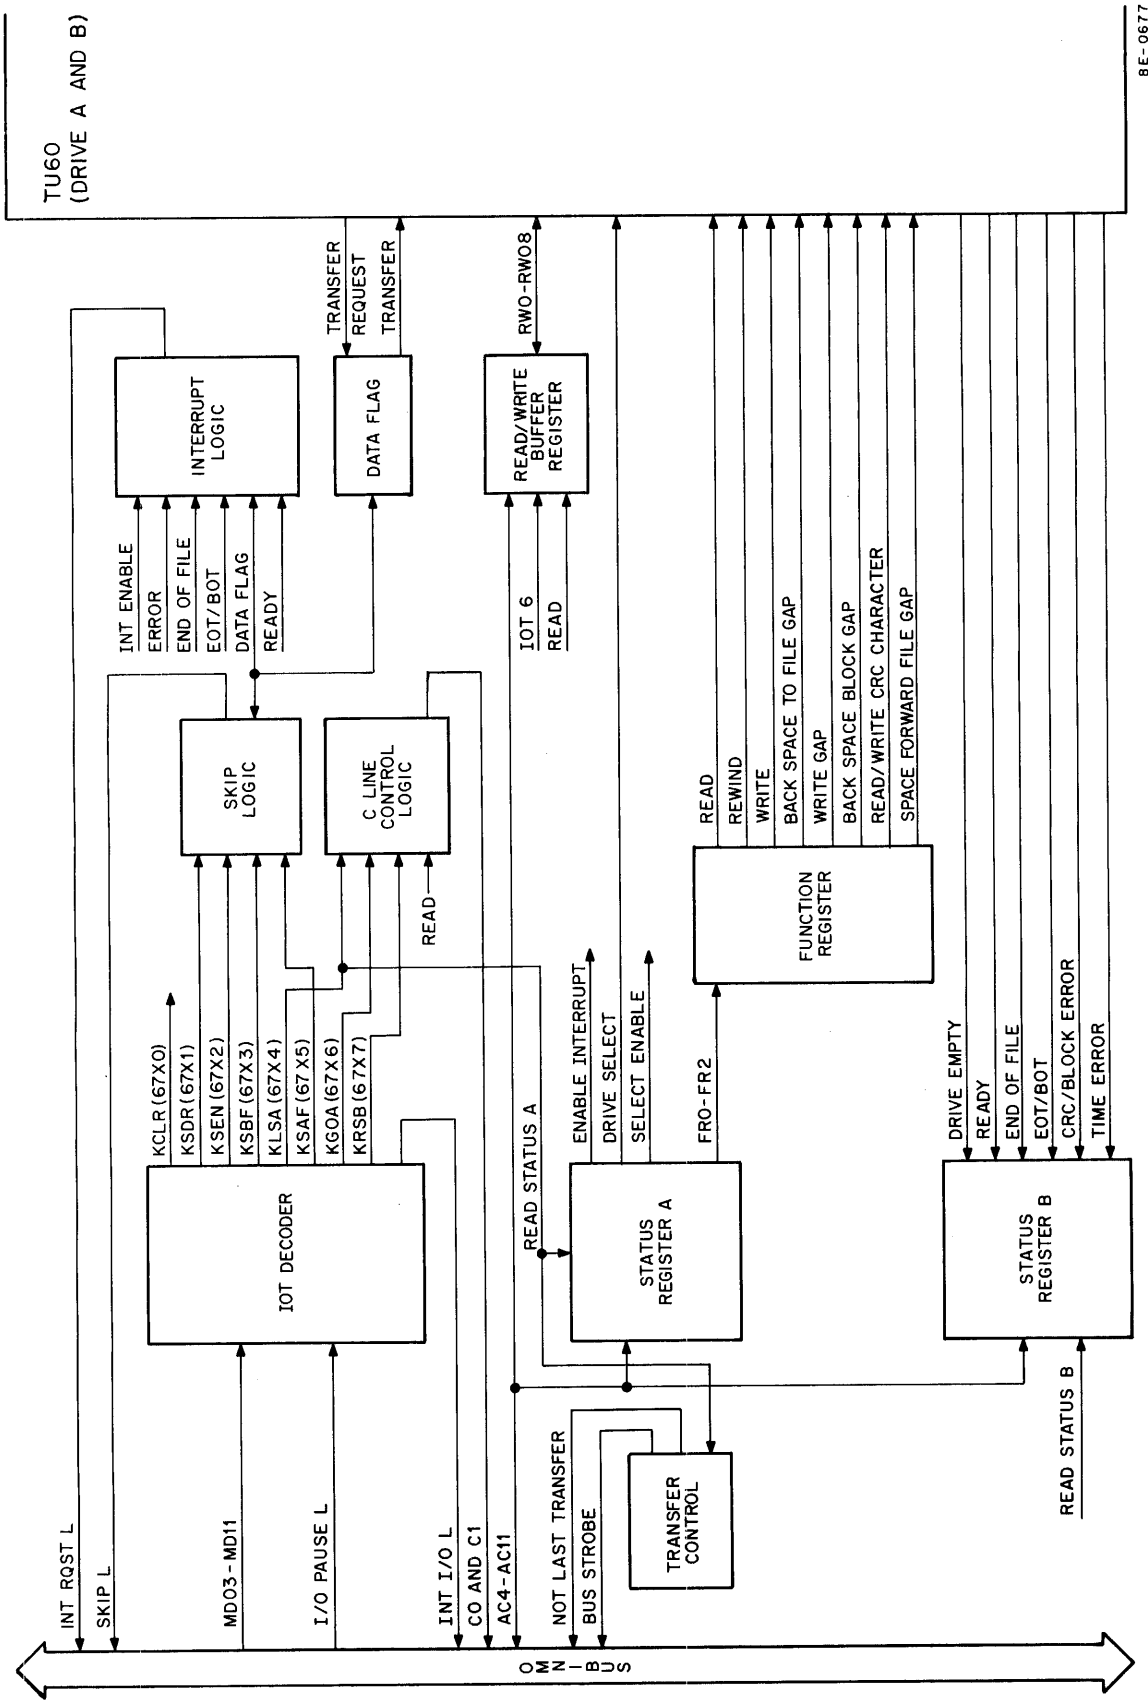 TU60
(DRIVE A AND B)
INT RQST L
SKIP L
MD03-MD11
I/O PAUSE L
INT I/O L
C0 AND C1
AC4-AC11
NOT LAST TRANSFER
BUS STROBE
OMNI-BUS
IOT DECODER
KCLR (67X0)
KSDR (67X1)
KSEN (67X2)
KSBF (67X3)
KLSA (67X4)
KSAF (67X5)
KGOA (67X6)
KRSB (67X7)
SKIP
LOGIC
C LINE
CONTROL
LOGIC
READ
INT ENABLE
ERROR
END OF FILE
EOT/BOT
DATA FLAG
READY
INTERRUPT
LOGIC
DATA FLAG
TRANSFER
REQUEST
TRANSFER
IOT 6
READ
READ/WRITE
BUFFER
REGISTER
RW0-RW08
READ STATUS A
TRANSFER
CONTROL
STATUS
REGISTER A
ENABLE INTERRUPT
DRIVE SELECT
SELECT ENABLE
FR0-FR2
FUNCTION
REGISTER
READ
REWIND
WRITE
BACK SPACE TO FILE GAP
WRITE GAP
BACK SPACE BLOCK GAP
READ/WRITE CRC CHARACTER
SPACE FORWARD FILE GAP
READ STATUS B
STATUS
REGISTER B
DRIVE EMPTY
READY
END OF FILE
EOT/BOT
CRC/BLOCK ERROR
TIME ERROR
8E-0677